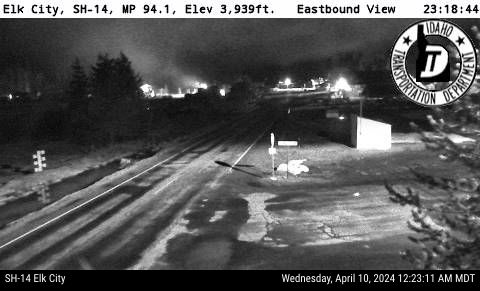 Elk City, SH-14, MP 94.1, Elev 3,939ft. Eastbound View 23:18:44
IDAHO
TRANSPORTATION DEPARTMENT
SH-14 Elk City Wednesday, April 10, 2024 12:23:11 AM MDT